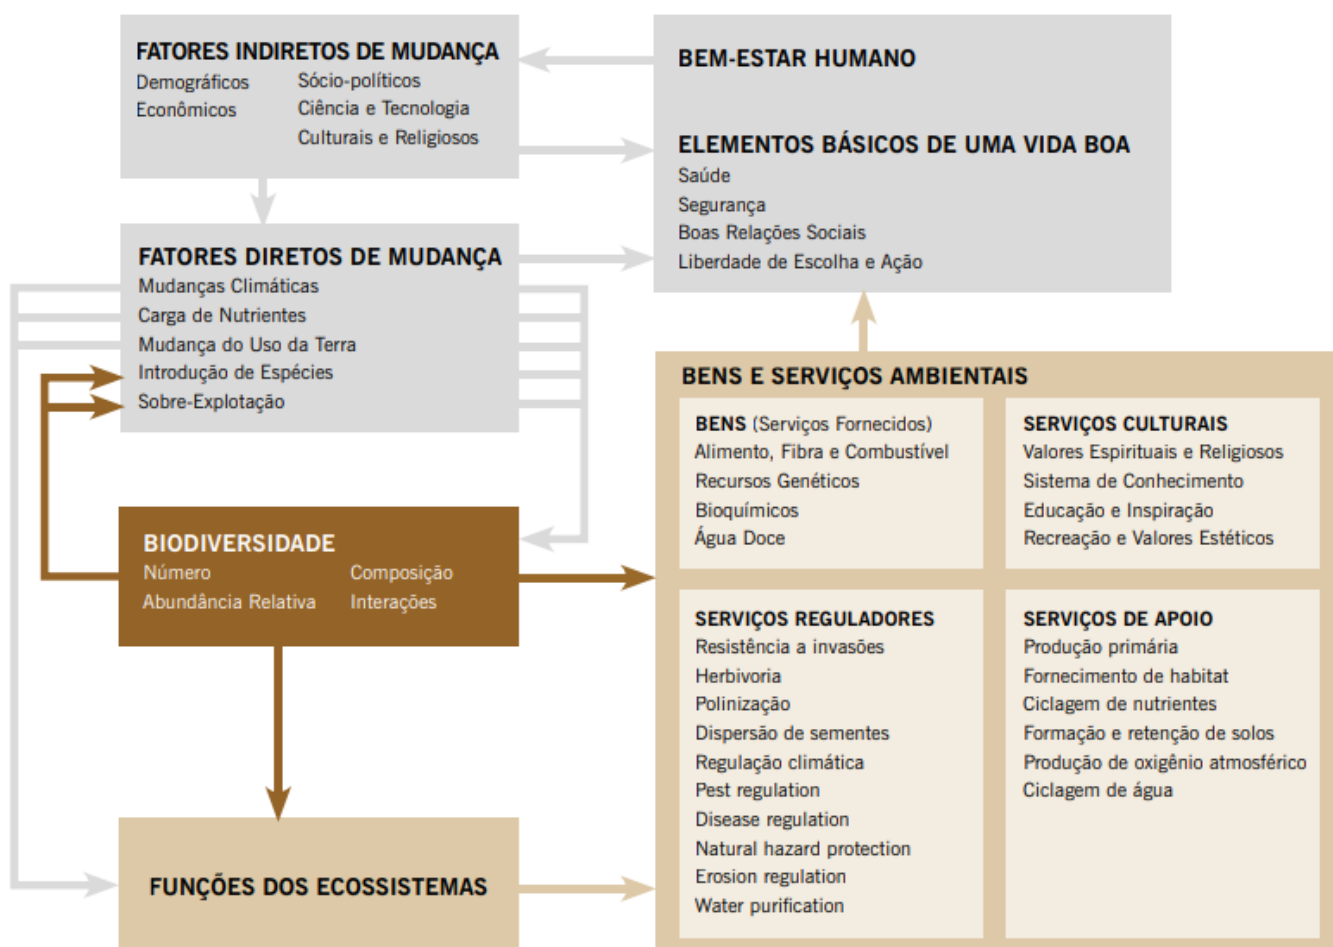 FATORES INDIRETOS DE MUDANÇA
Demográficos
Econômicos
Sócio-políticos
Ciência e Tecnologia
Culturais e Religiosos
BEM-ESTAR HUMANO
ELEMENTOS BÁSICOS DE UMA VIDA BOA
Saúde
Segurança
Boas Relações Sociais
Liberdade de Escolha e Ação
FATORES DIRETOS DE MUDANÇA
Mudanças Climáticas
Carga de Nutrientes
Mudança do Uso da Terra
Introdução de Espécies
Sobre-Explotação
BIODIVERSIDADE
Número
Abundância Relativa
Composição
Interações
FUNÇÕES DOS ECOSSISTEMAS
BENS E SERVIÇOS AMBIENTAIS
BENS (Serviços Fornecidos)
Alimento, Fibra e Combustível
Recursos Genéticos
Bioquímicos
Água Doce
SERVIÇOS CULTURAIS
Valores Espirituais e Religiosos
Sistema de Conhecimento
Educação e Inspiração
Recreação e Valores Estéticos
SERVIÇOS REGULADORES
Resistência a invasões
Herbivoria
Polinização
Dispersão de sementes
Regulação climática
Pest regulation
Disease regulation
Natural hazard protection
Erosion regulation
Water purification
SERVIÇOS DE APOIO
Produção primária
Fornecimento de habitat
Ciclagem de nutrientes
Formação e retenção de solos
Produção de oxigênio atmosférico
Ciclagem de água